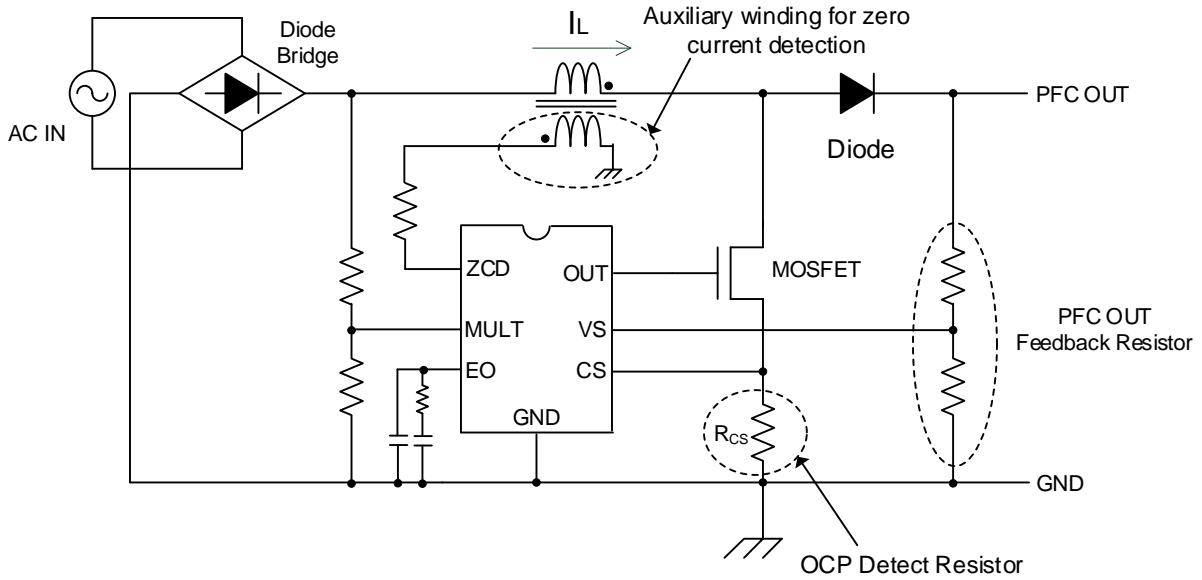 Auxiliary winding for zero
current detection
IL
Diode
Bridge
AC IN
PFC OUT
Diode
ZCD
OUT
MOSFET
MULT
VS
PFC OUT
Feedback Resistor
EO
CS
GND
RCS
GND
OCP Detect Resistor